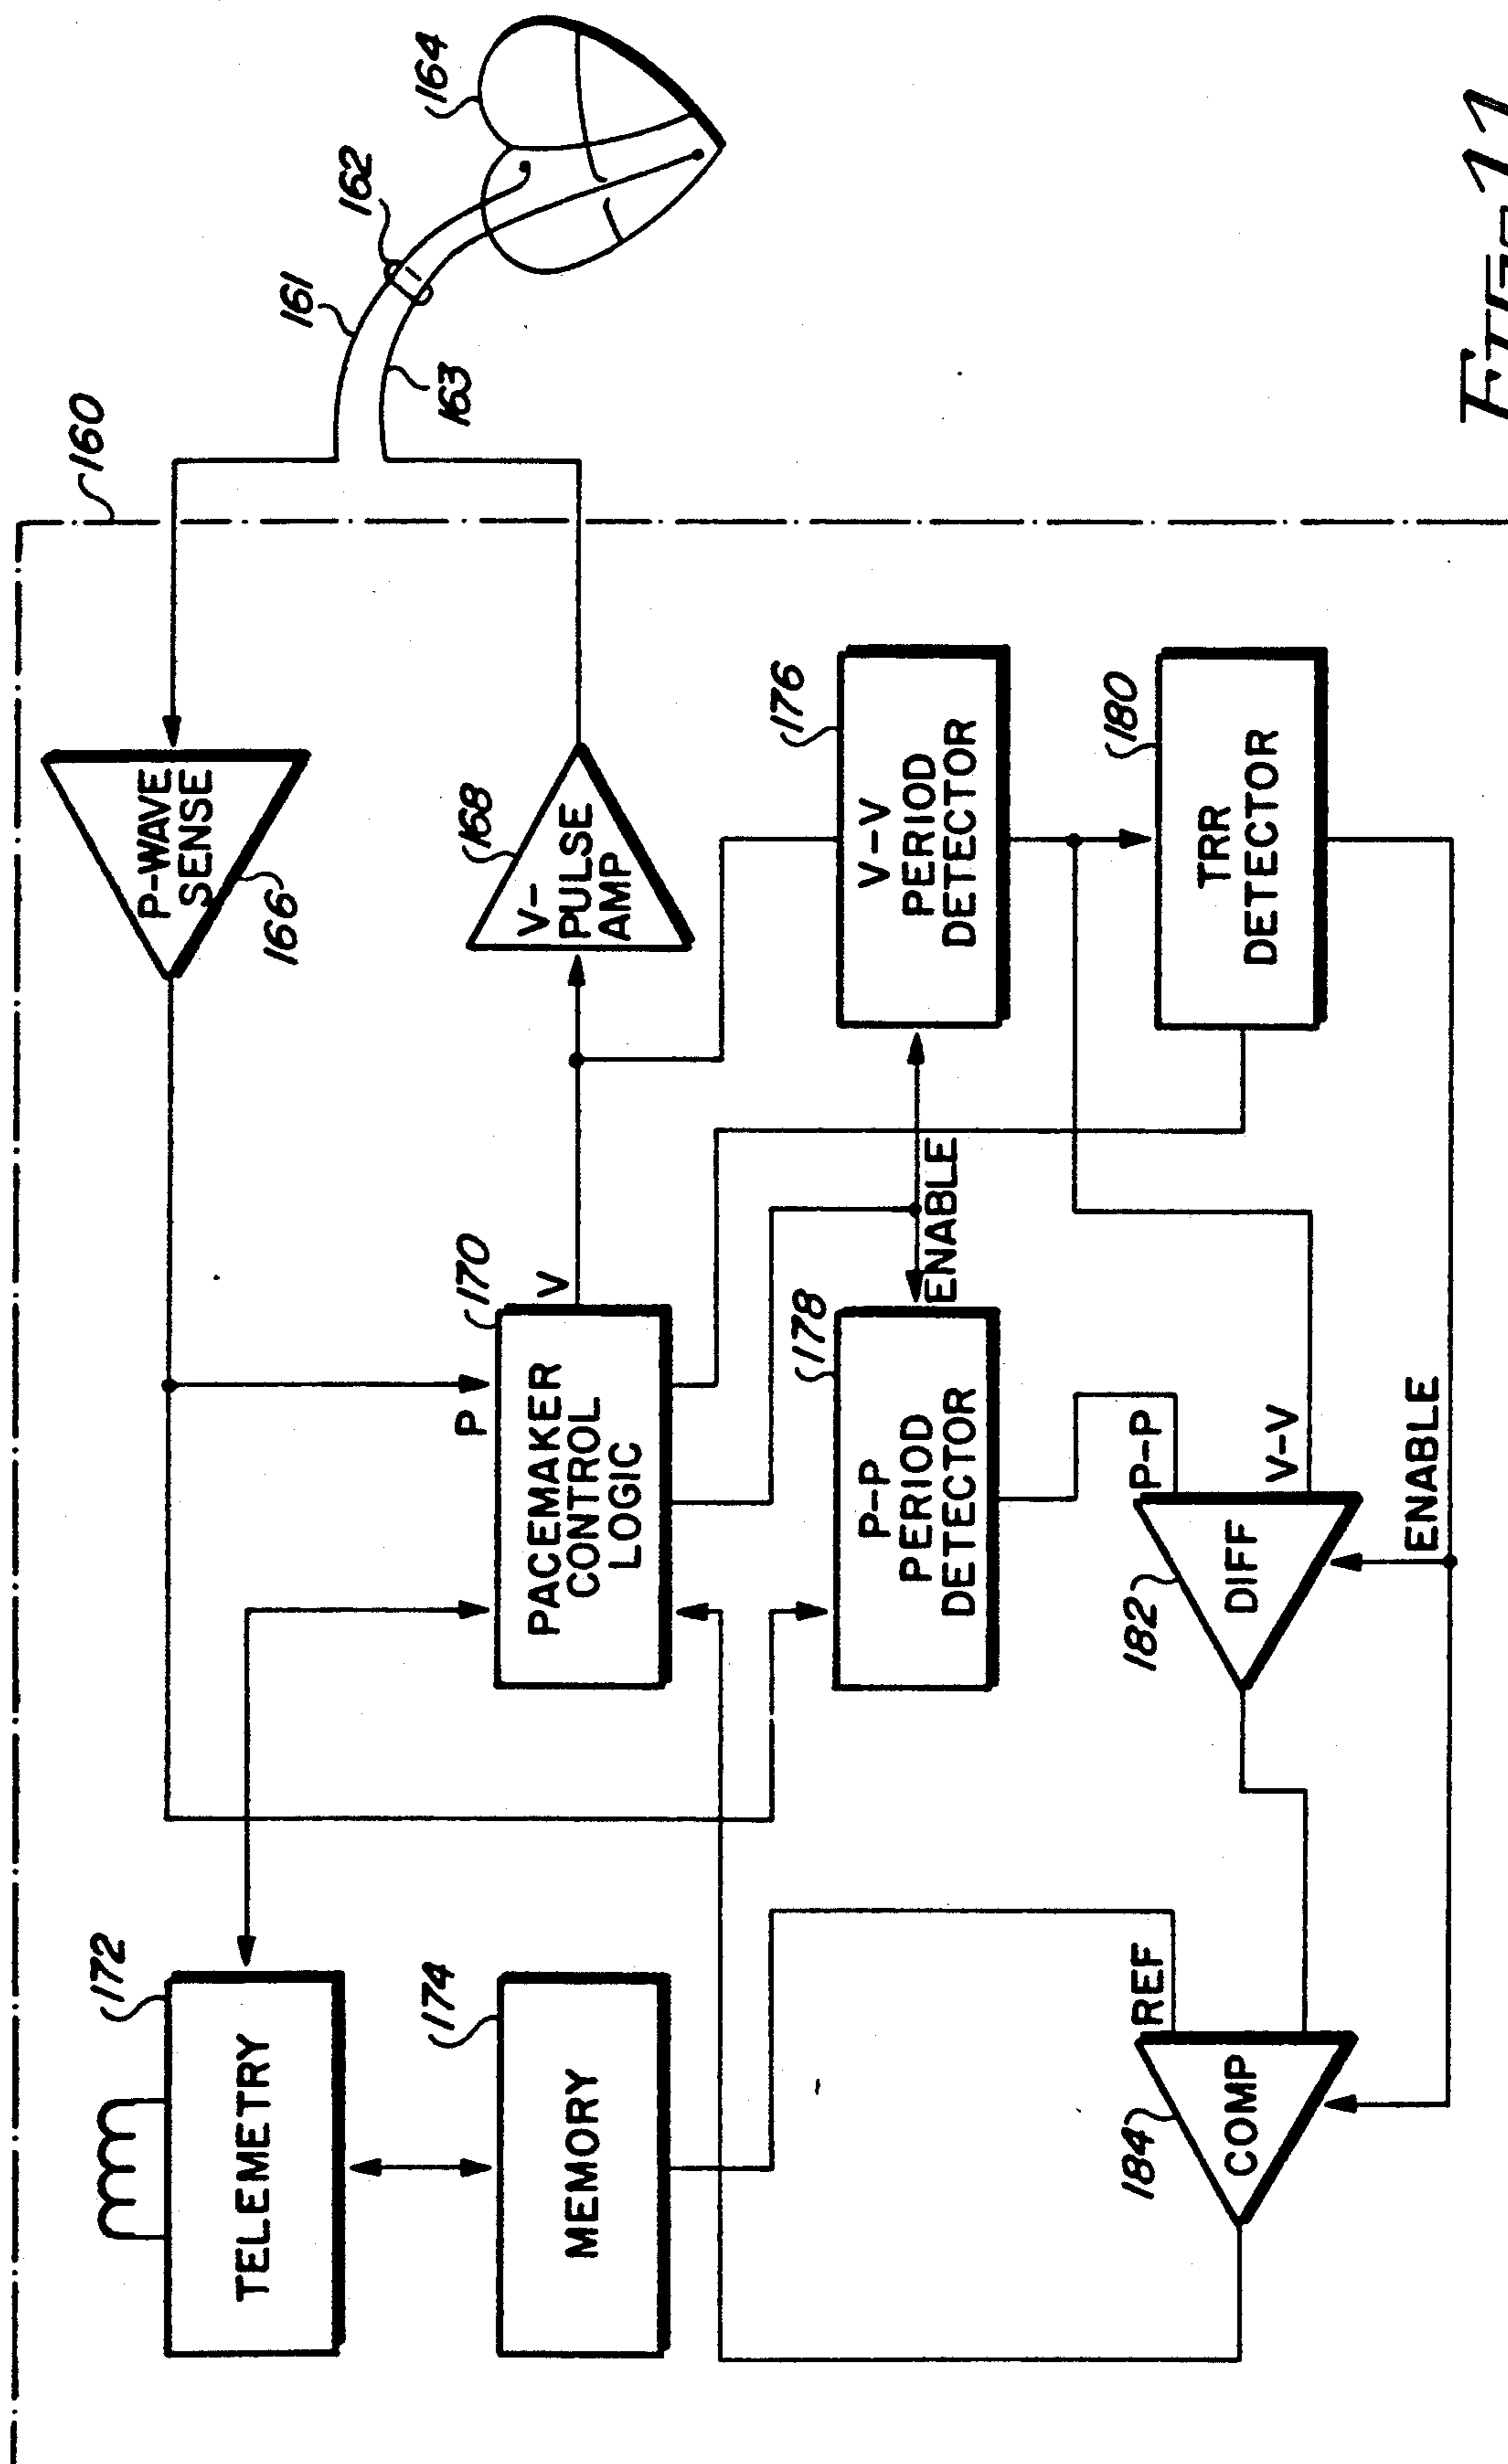 160
161
162
163
164
P-WAVE
SENSE
166
V-
PULSE
AMP
168
172
TELEMETRY
174
MEMORY
170
P
V
PACEMAKER
CONTROL
LOGIC
178
P-P
PERIOD
DETECTOR
ENABLE
176
V-V
PERIOD
DETECTOR
180
TRR
DETECTOR
184
REF
COMP
182
P-P
V-V
DIFF
ENABLE